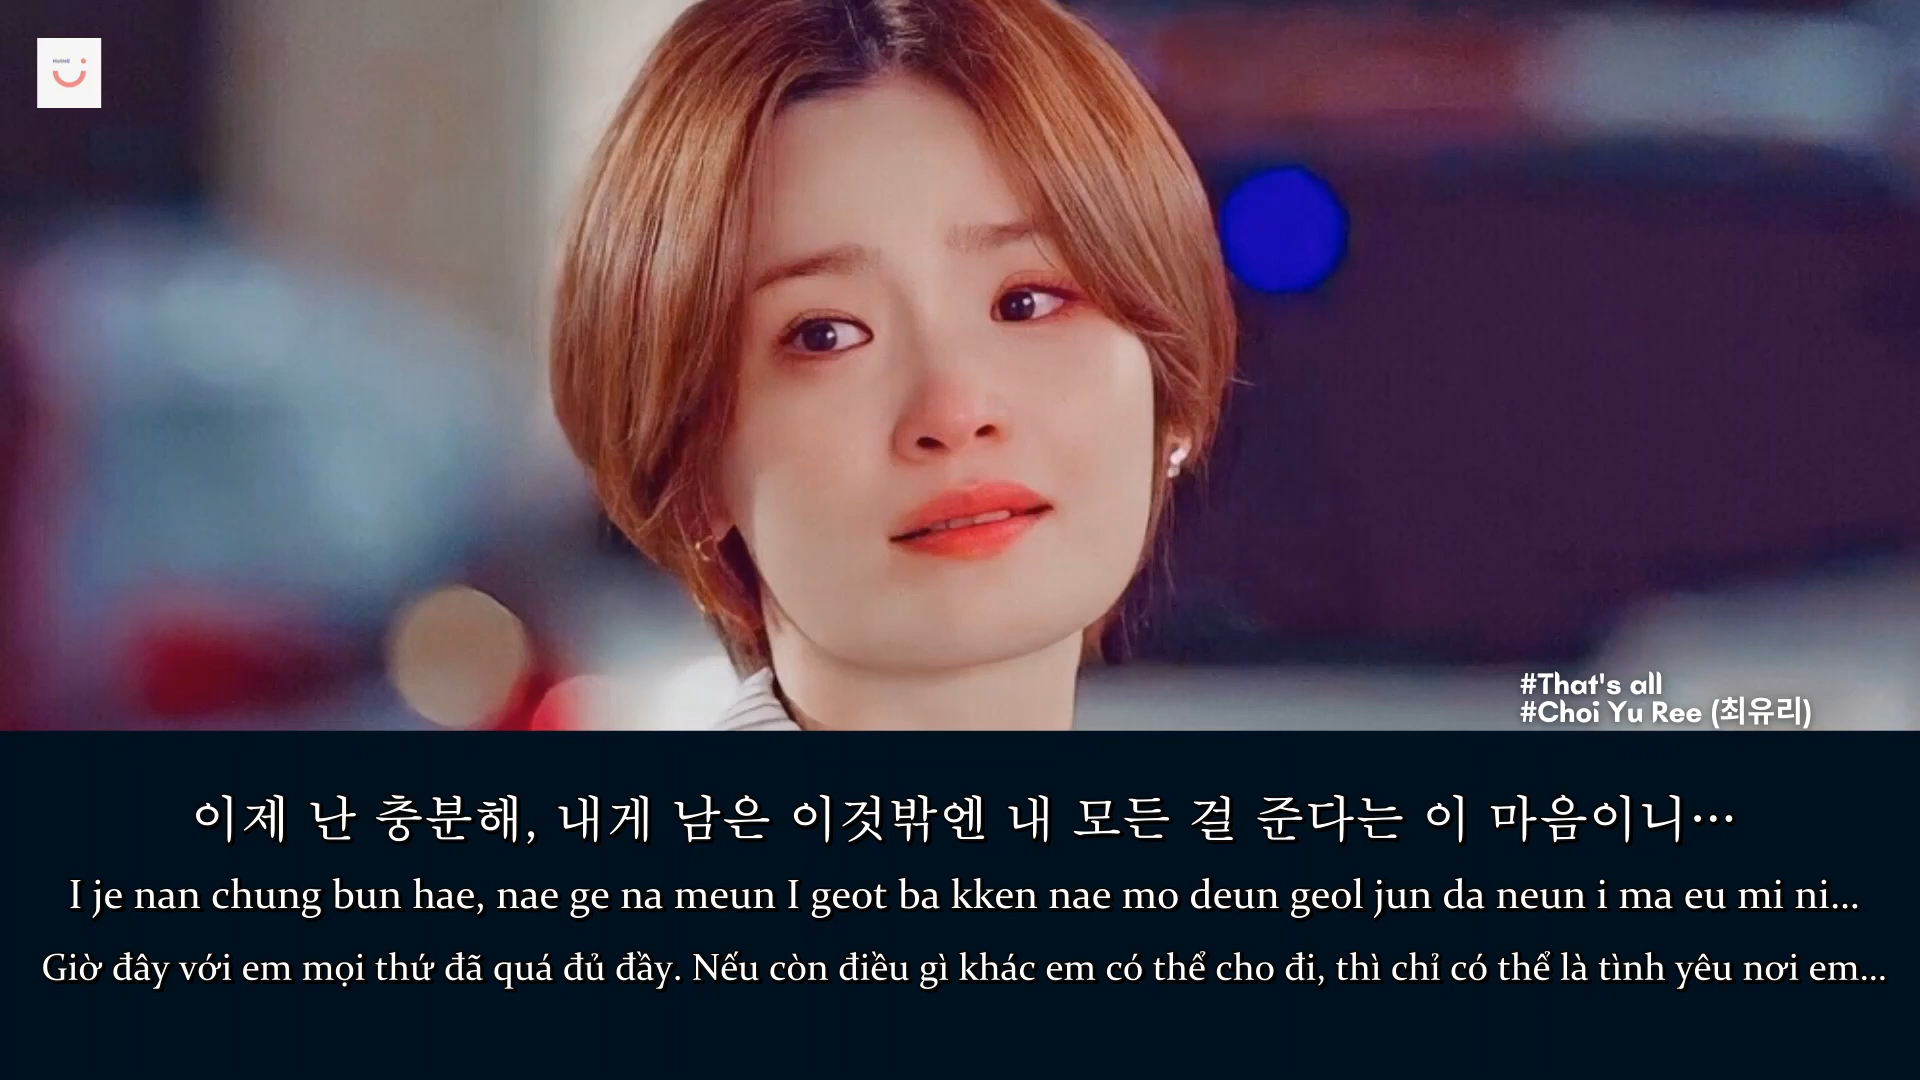 HUONÉ
#That's all
#Choi Yu Ree (최유리)
이제 난 충분해, 내게 남은 이것밖엔 내 모든 걸 준다는 이 마음이니…
I je nan chung bun hae, nae ge na meun I geot ba kken nae mo deun geol jun da neun i ma eu mi ni...
Giờ đây với em mọi thứ đã quá đủ đầy. Nếu còn điều gì khác em có thể cho đi, thì chỉ có thể là tình yêu nơi em...